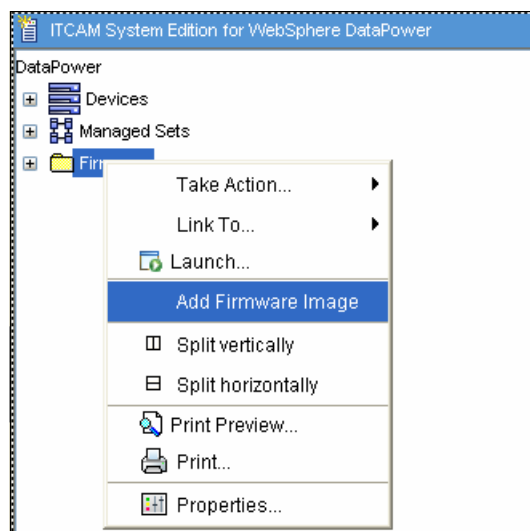 ITCAM System Edition for WebSphere DataPower
DataPower
Devices
Managed Sets
Take Action...
Link To...
Launch...
Add Firmware Image
Split vertically
Split horizontally
Print Preview...
Print...
Properties...